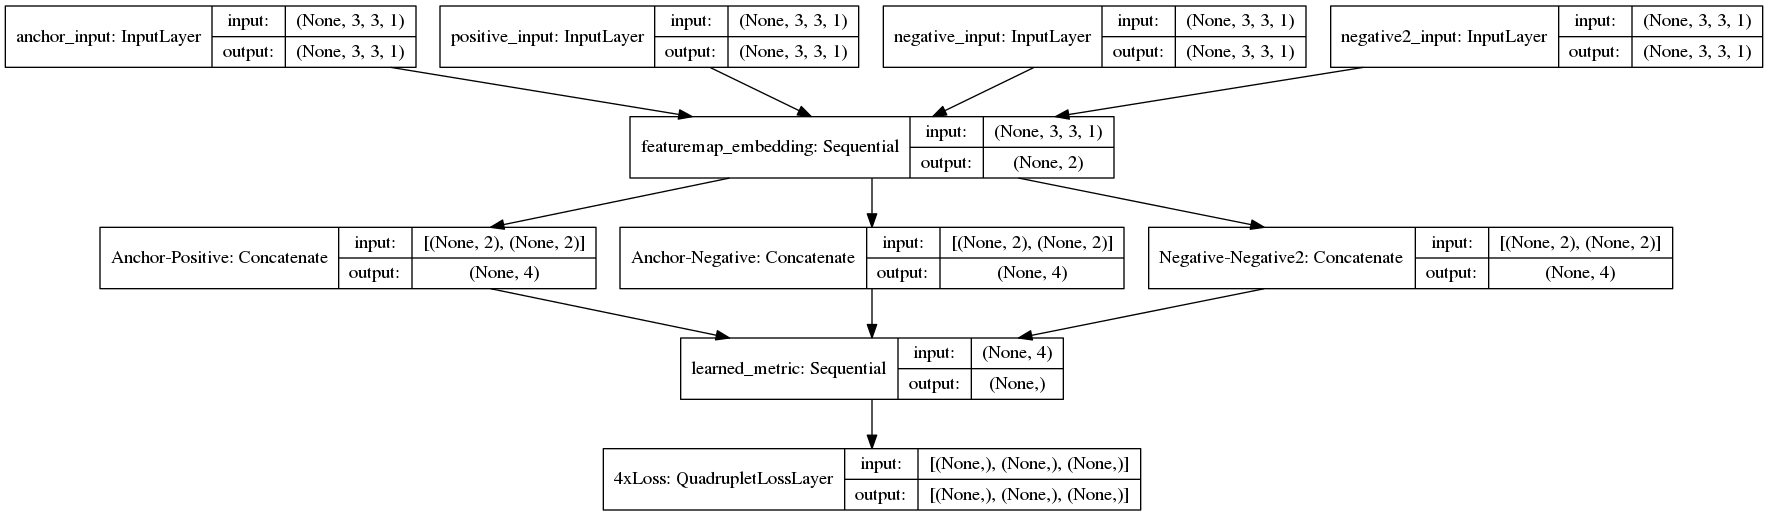 anchor_input: InputLayer
input:
(None, 3, 3, 1)
output:
(None, 3, 3, 1)
positive_input: InputLayer
input:
(None, 3, 3, 1)
output:
(None, 3, 3, 1)
negative_input: InputLayer
input:
(None, 3, 3, 1)
output:
(None, 3, 3, 1)
negative2_input: InputLayer
input:
(None, 3, 3, 1)
output:
(None, 3, 3, 1)
featuremap_embedding: Sequential
input:
(None, 3, 3, 1)
output:
(None, 2)
Anchor-Positive: Concatenate
input:
[(None, 2), (None, 2)]
output:
(None, 4)
Anchor-Negative: Concatenate
input:
[(None, 2), (None, 2)]
output:
(None, 4)
Negative-Negative2: Concatenate
input:
[(None, 2), (None, 2)]
output:
(None, 4)
learned_metric: Sequential
input:
(None, 4)
output:
(None,)
4xLoss: QuadrupletLossLayer
input:
[(None,), (None,), (None,)]
output:
[(None,), (None,), (None,)]